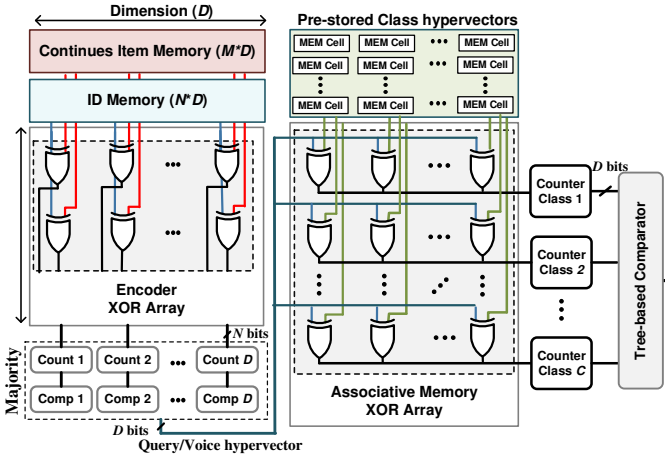 Dimension (D)
Continues Item Memory (M*D)
ID Memory (N*D)
Encoder
XOR Array
N bits
Majority
Count 1
Count 2
Count D
Comp 1
Comp 2
Comp D
D bits
Query/Voice hypervector
Pre-stored Class hypervectors
MEM Cell
MEM Cell
MEM Cell
MEM Cell
MEM Cell
MEM Cell
MEM Cell
MEM Cell
MEM Cell
Associative Memory
XOR Array
D bits
Counter
Class 1
Counter
Class 2
Counter
Class C
Tree-based Comparator